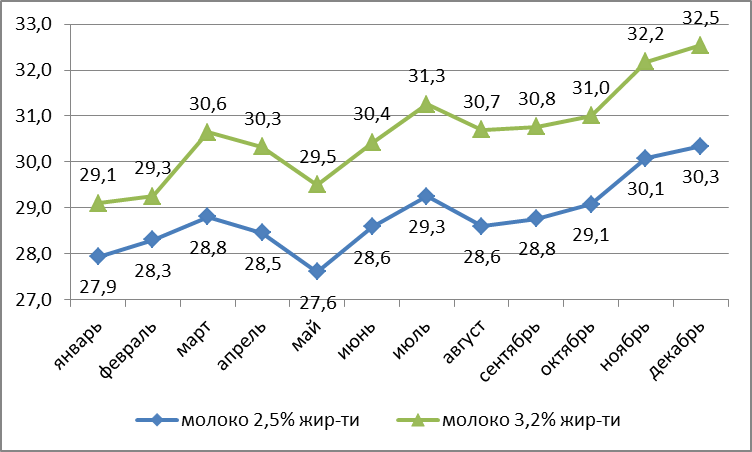 33,0
32,0
31,0
30,0
29,0
28,0
27,0
29,1
29,3
30,6
30,3
29,5
30,4
31,3
30,7
30,8
31,0
32,2
32,5
27,9
28,3
28,8
28,5
27,6
28,6
29,3
28,6
28,8
29,1
30,1
30,3
январь
февраль
март
апрель
май
июнь
июль
август
сентябрь
октябрь
ноябрь
декабрь
молоко 2,5% жир-ти
молоко 3,2% жир-ти